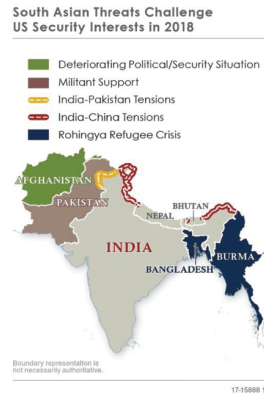 South Asian Threats Challenge
US Security Interests in 2018
Deteriorating Political/Security Situation
Militant Support
India-Pakistan Tensions
India-China Tensions
Rohingya Refugee Crisis
AFGHANISTAN
PAKISTAN
NEPAL
BHUTAN
INDIA
BANGLADESH
BURMA
Boundary representation is
not necessarily authoritative.
17-15888